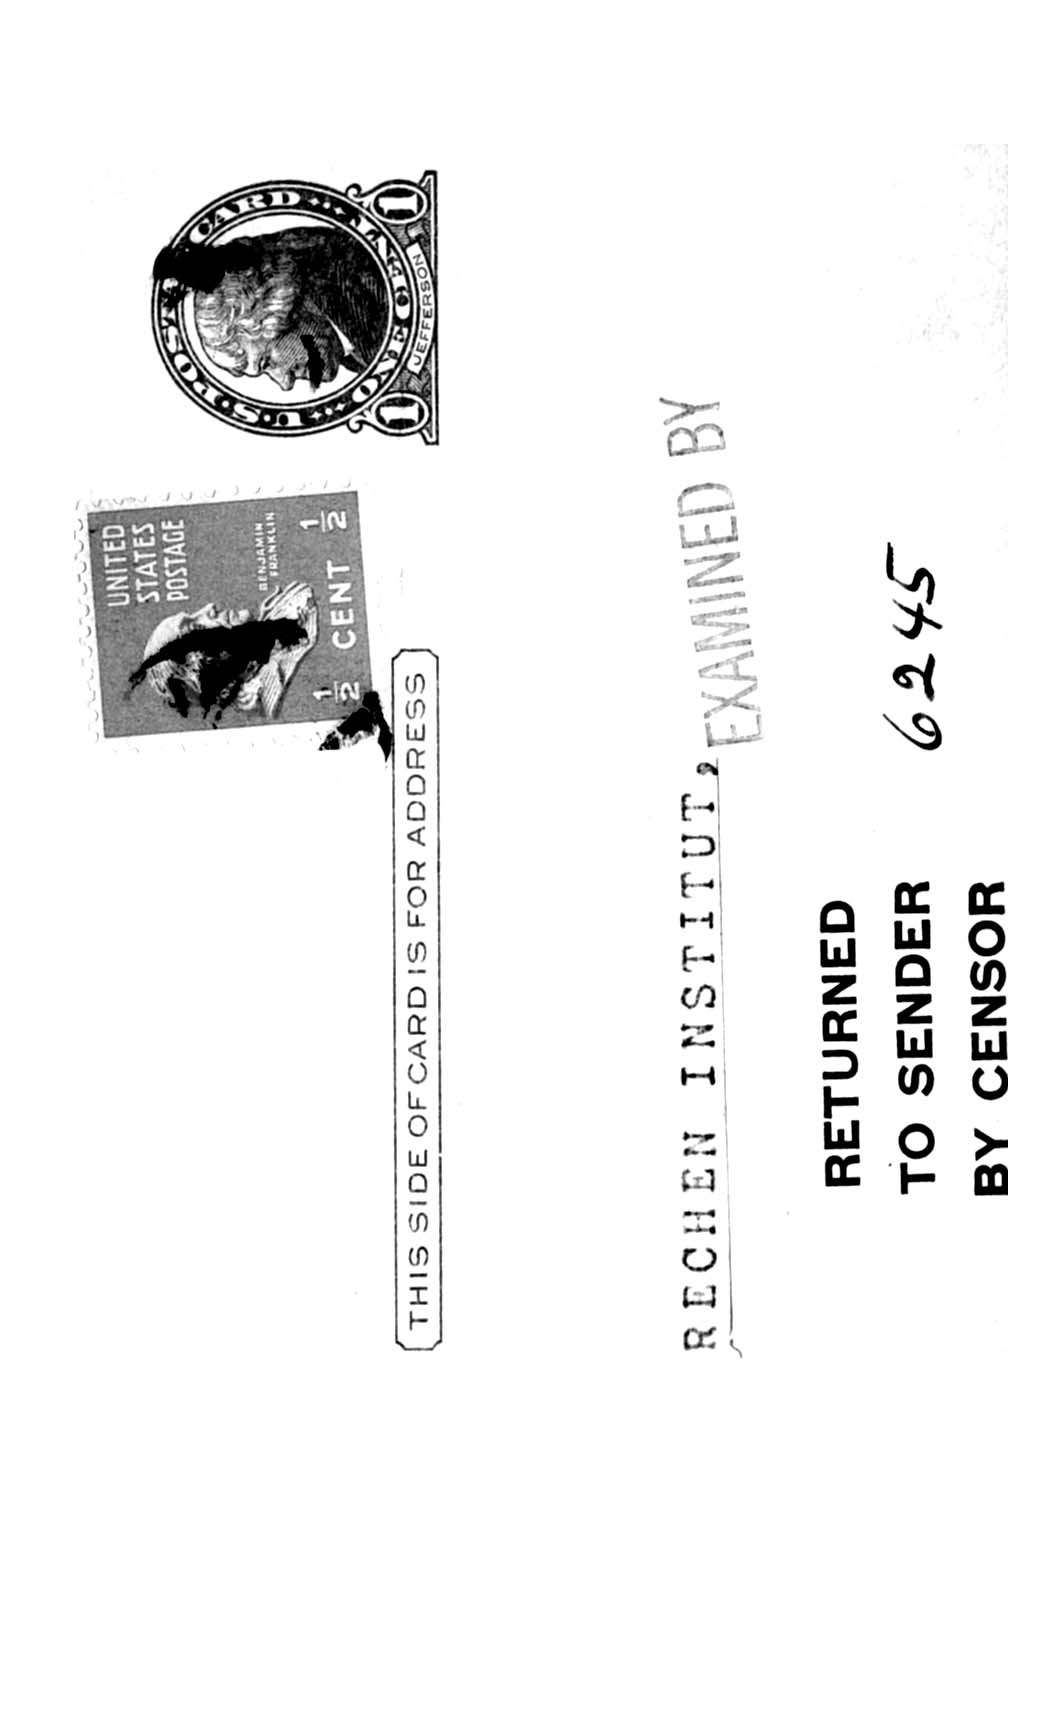 U.S. POSTAL CARD
ONE CENT
1 JEFFERSON 1
UNITED
STATES
POSTAGE
BENJAMIN
FRANKLIN
1/2 CENT 1/2
THIS SIDE OF CARD IS FOR ADDRESS
RECHEN INSTITUT,
EXAMINED BY
6245
RETURNED
TO SENDER
BY CENSOR